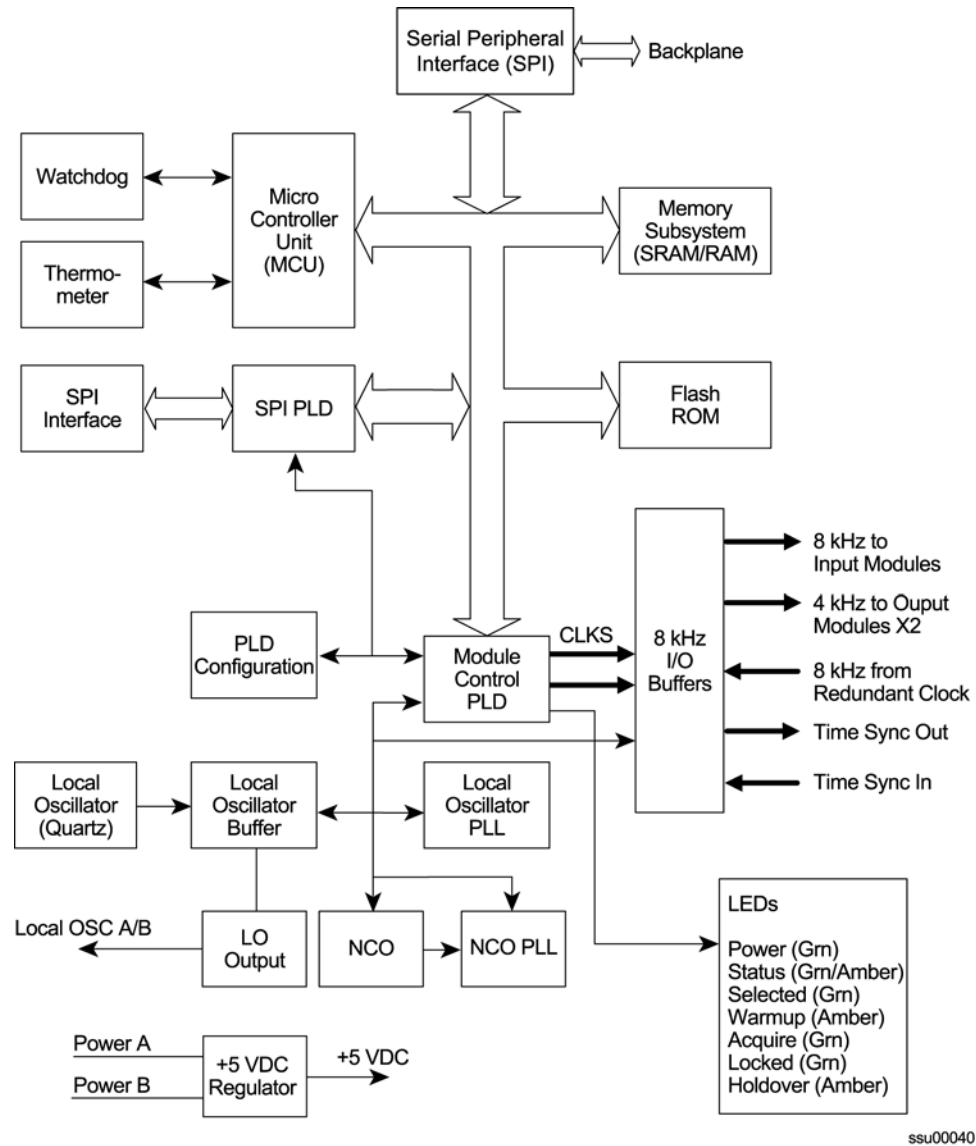 Serial Peripheral
Interface (SPI)
Backplane
Watchdog
Micro
Controller
Unit
(MCU)
Memory
Subsystem
(SRAM/RAM)
Thermo-
meter
SPI
Interface
SPI PLD
Flash
ROM
8 kHz to
Input Modules
4 kHz to Ouput
Modules X2
8 kHz from
Redundant Clock
Time Sync Out
Time Sync In
8 kHz
I/O
Buffers
CLKS
PLD
Configuration
Module
Control
PLD
Local
Oscillator
(Quartz)
Local
Oscillator
Buffer
Local
Oscillator
PLL
Local OSC A/B
LO
Output
NCO
NCO PLL
LEDs
Power (Grn)
Status (Grn/Amber)
Selected (Grn)
Warmup (Amber)
Acquire (Grn)
Locked (Grn)
Holdover (Amber)
Power A
Power B
+5 VDC
Regulator
+5 VDC
ssu00040